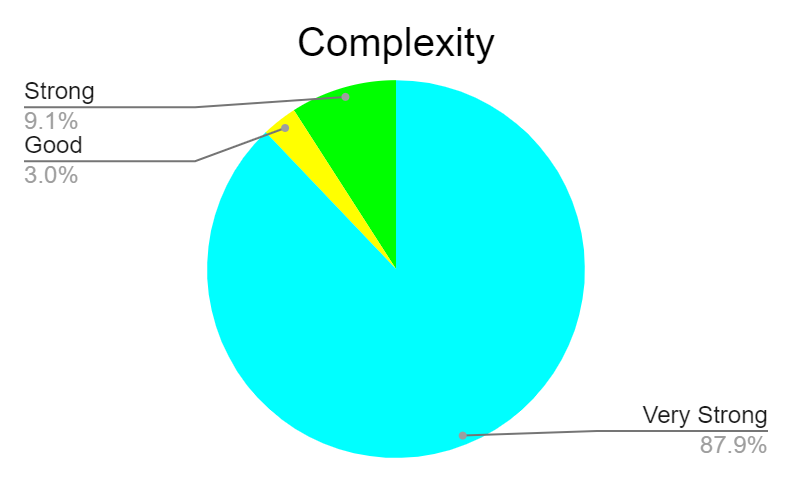 Complexity
Strong
9.1%
Good
3.0%
Very Strong
87.9%